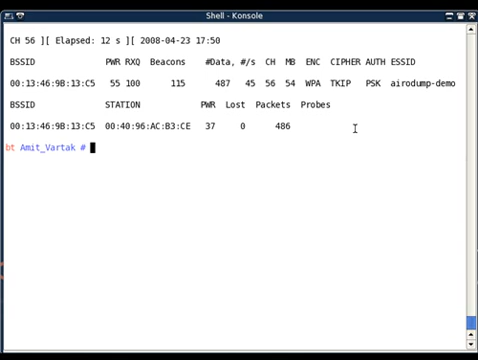 Shell - Konsole
CH 56 ][ Elapsed: 12 s ][ 2008-04-23 17:50
BSSID PWR RXQ Beacons #Data, #/s CH MB ENC CIPHER AUTH ESSID
00:13:46:9B:13:C5 55 100 115 487 45 56 54 WPA TKIP PSK airodump-demo
BSSID STATION PWR Lost Packets Probes
00:13:46:9B:13:C5 00:40:96:AC:B3:CE 37 0 486
bt Amit_Vartak #